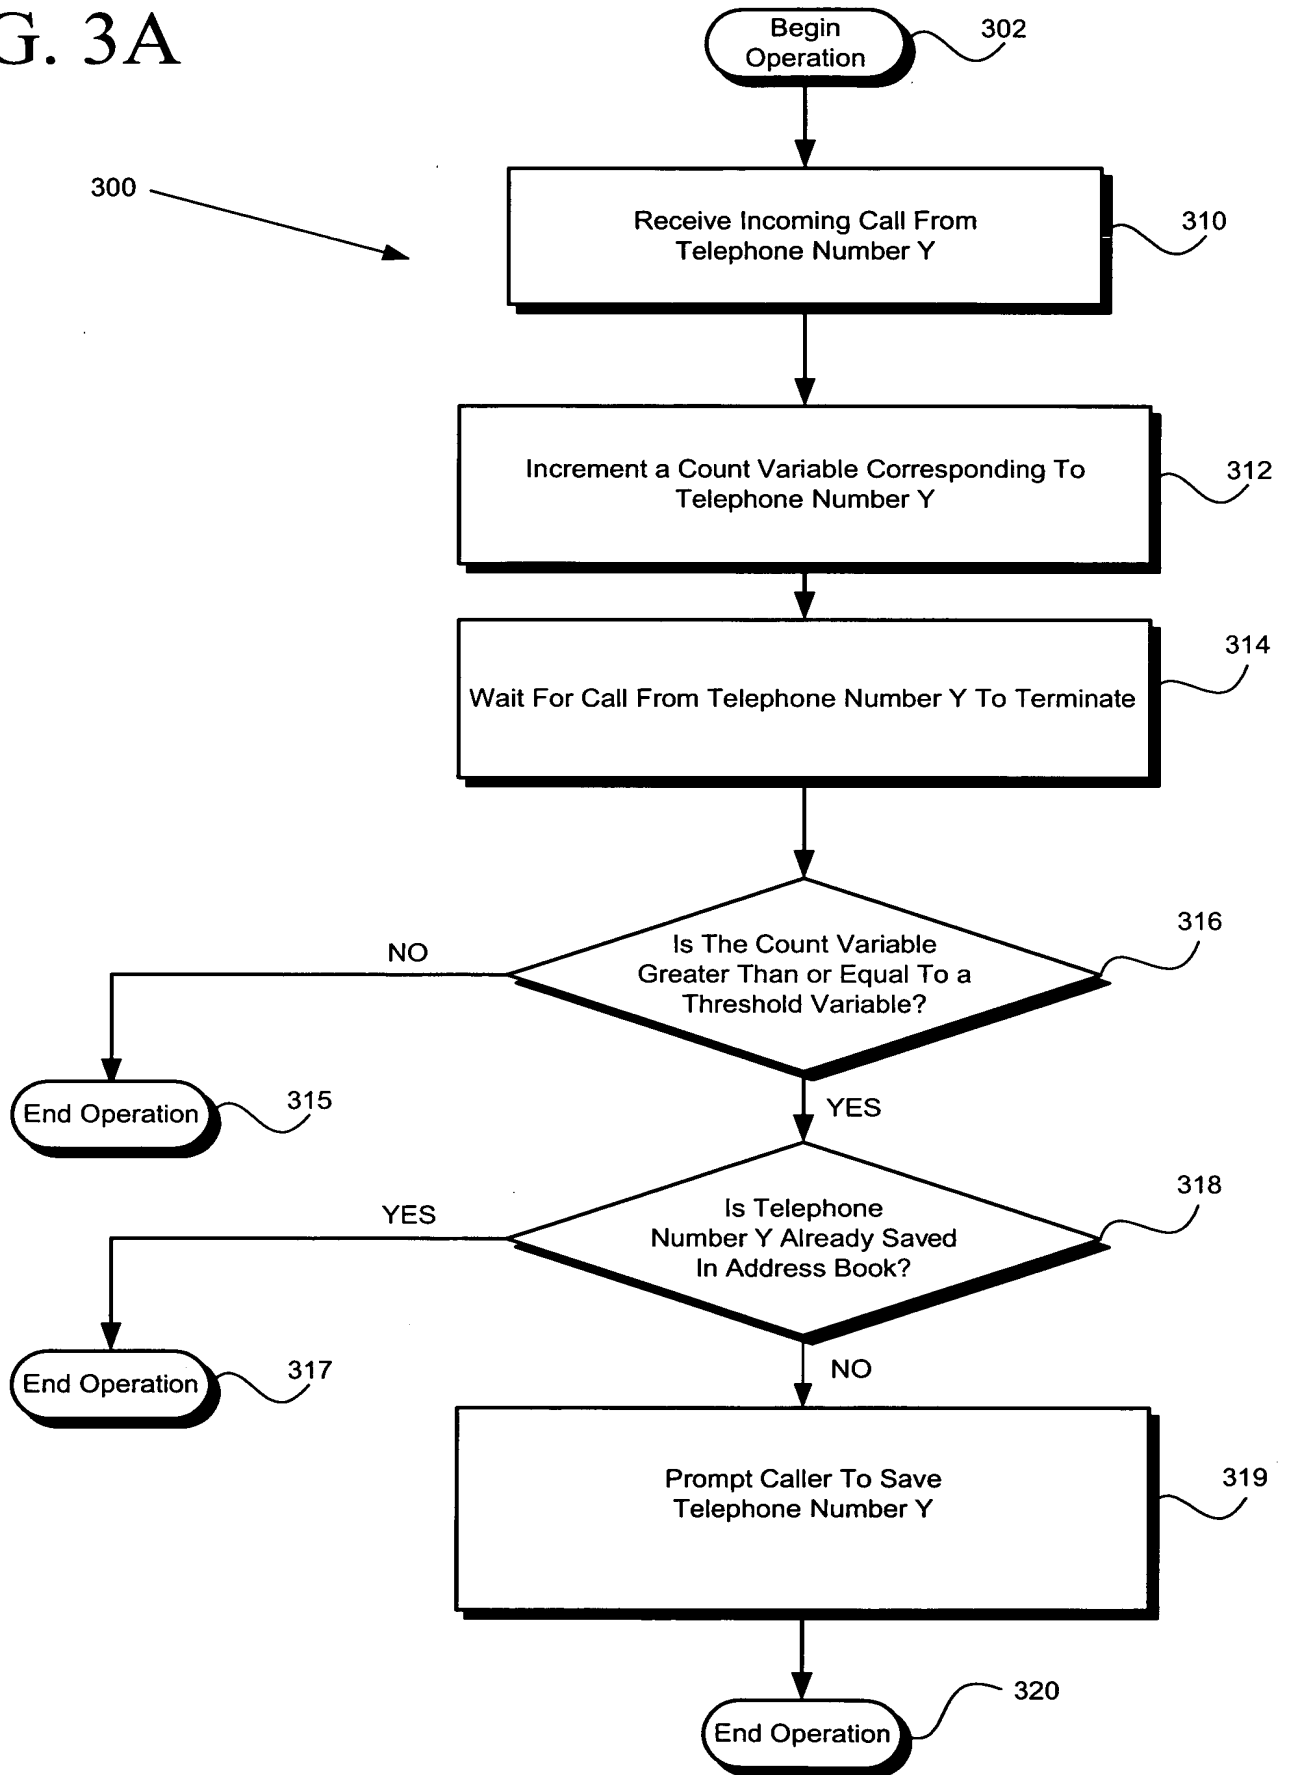 G. 3A
Begin
Operation
302
300
Receive Incoming Call From
Telephone Number Y
310
Increment a Count Variable Corresponding To
Telephone Number Y
312
Wait For Call From Telephone Number Y To Terminate
314
Is The Count Variable
Greater Than or Equal To a
Threshold Variable?
316
NO
End Operation
315
YES
Is Telephone
Number Y Already Saved
In Address Book?
318
YES
End Operation
317
NO
Prompt Caller To Save
Telephone Number Y
319
End Operation
320